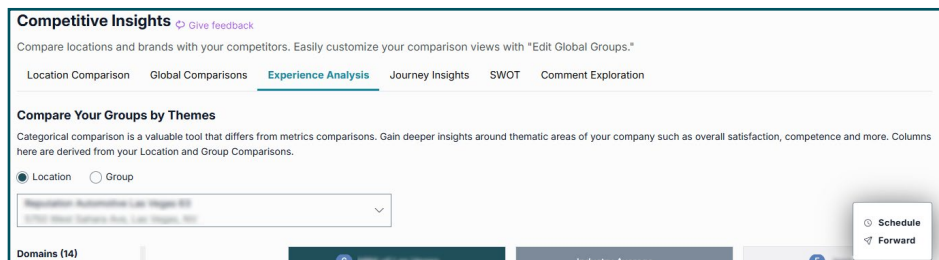 Competitive Insights Give feedback
Compare locations and brands with your competitors. Easily customize your comparison views with "Edit Global Groups."
Location Comparison Global Comparisons Experience Analysis Journey Insights SWOT Comment Exploration
Compare Your Groups by Themes
Categorical comparison is a valuable tool that differs from metrics comparisons. Gain deeper insights around thematic areas of your company such as overall satisfaction, competence and more. Columns
here are derived from your Location and Group Comparisons.
Location Group
Schedule
Forward
Domains (14)